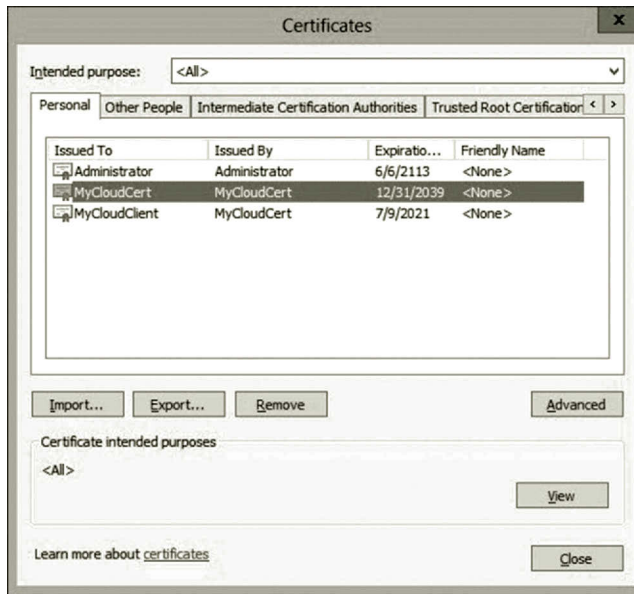 Certificates
x
Intended purpose: <All>
Personal Other People Intermediate Certification Authorities Trusted Root Certification
Issued To Issued By Expiratio... Friendly Name
Administrator Administrator 6/6/2113 <None>
MyCloudCert MyCloudCert 12/31/2039 <None>
MyCloudClient MyCloudCert 7/9/2021 <None>
Import... Export... Remove Advanced
Certificate intended purposes
<All>
View
Learn more about certificates
Close